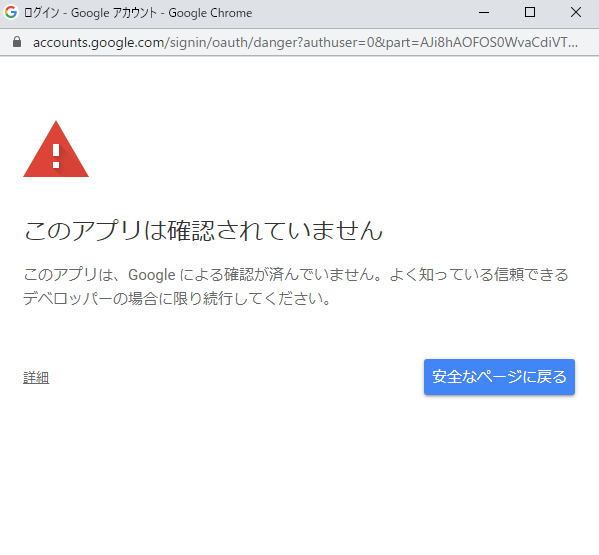 ログイン - Google アカウント - Google Chrome
accounts.google.com/signin/oauth/danger?authuser=0&part=AJi8hAOFOS0WvaCdiVT...
このアプリは確認されていません
このアプリは、Google による確認が済んでいません。よく知っている信頼できる
デベロッパーの場合に限り続行してください。
詳細
安全なページに戻る